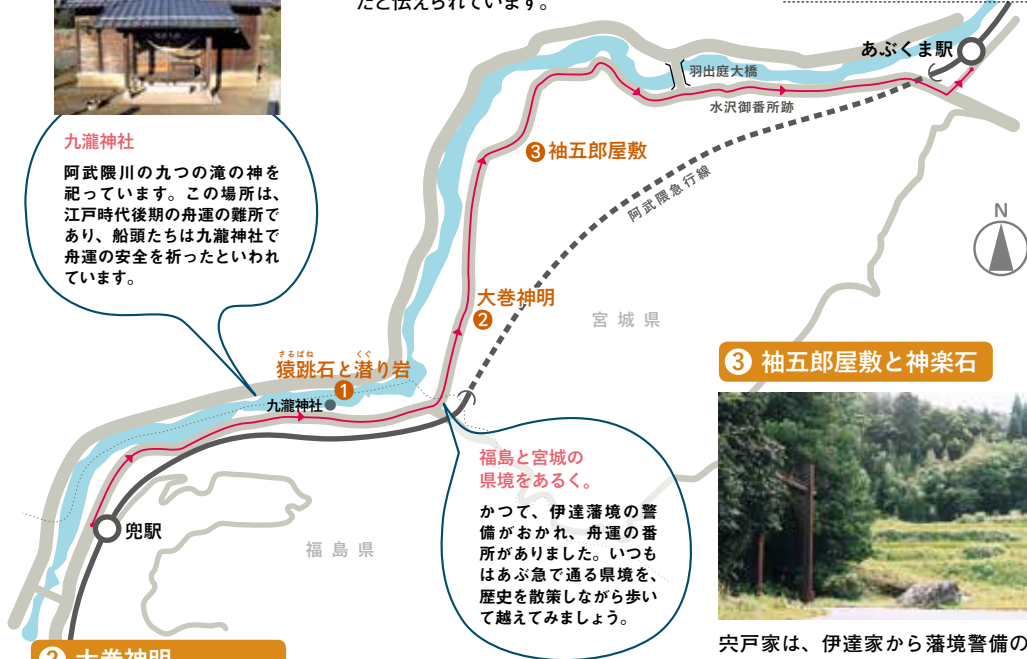 だと伝えられています。
九瀧神社
阿武隈川の九つの滝の神を
祀っています。この場所は、
江戸時代後期の舟運の難所で
あり、船頭たちは九瀧神社で
舟運の安全を祈ったといわれ
ています。
あぶくま駅
羽出庭大橋
水沢御番所跡
3 袖五郎屋敷
阿武隈急行線
N
大巻神明
2
宮城県
さるぱね くぐ
猿跳石と潜り岩
1
九瀧神社
兜駅
福島県
福島と宮城の
県境をあるく。
かつて、伊達藩境の警
備がおかれ、舟運の番
所がありました。いつも
はあぶ急で通る県境を、
歴史を散策しながら歩い
て越えてみましょう。
3 袖五郎屋敷と神楽石
宍戸家は、伊達家から藩境警備の
2 大巻神明